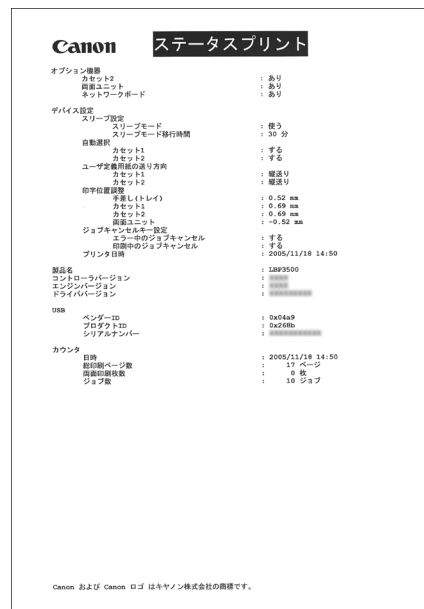 Canon ステータスプリント
オプション機器
カセット2 : あり
両面ユニット : あり
ネットワークボード : あり
デバイス設定
スリープ設定
スリープモード : 使う
スリープモード移行時間 : 30 分
自動選択
カセット1 : する
カセット2 : する
ユーザ定義用紙の送り方向
カセット1 : 縦送り
カセット2 : 縦送り
印字位置調整
手差し(トレイ) : 0.52 mm
カセット1 : 0.69 mm
カセット2 : 0.69 mm
両面ユニット : -0.52 mm
ジョブキャンセルキー設定
エラー中のジョブキャンセル : する
印刷中のジョブキャンセル : する
プリンタ日時 : 2005/11/18 14:50
製品名 : LBP3500
コントローラバージョン :
エンジンバージョン :
ドライババージョン :
USB
ベンダーID : 0x04a9
プロダクトID : 0x268b
シリアルナンバー :
カウンタ
日時 : 2005/11/18 14:50
総印刷ページ数 : 17 ページ
両面印刷枚数 : 0 枚
ジョブ数 : 10 ジョブ
Canon および Canon ロゴ はキヤノン株式会社の商標です。